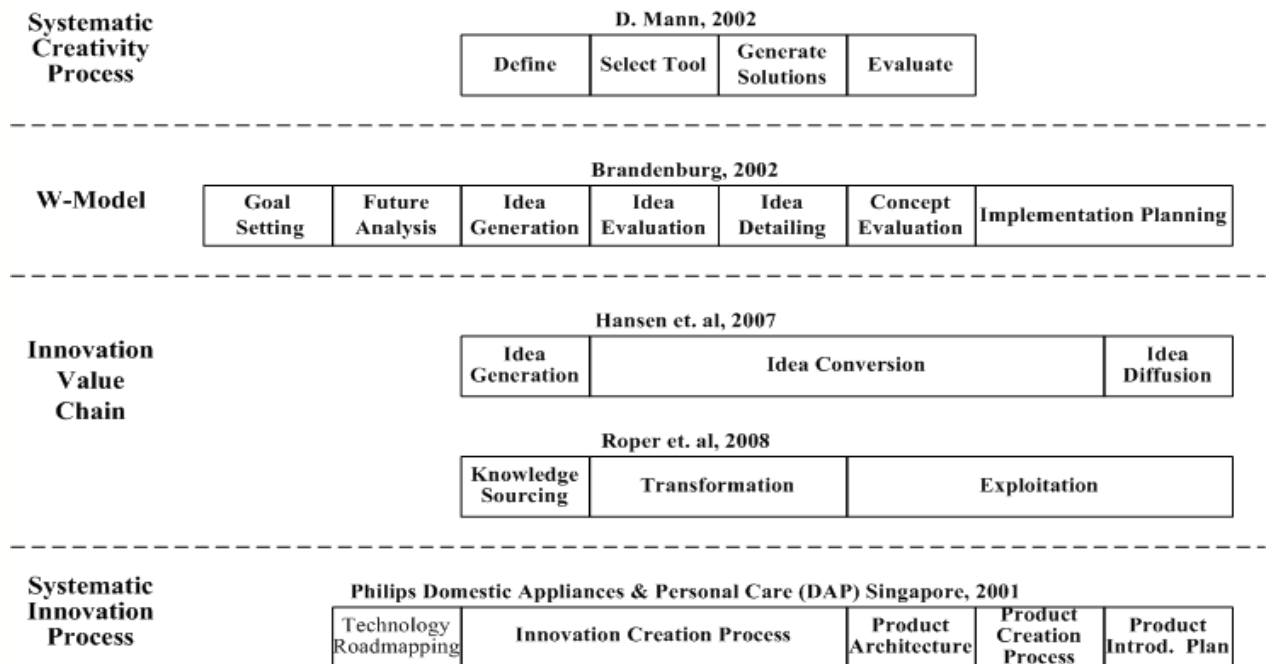 Systematic
Creativity
Process
D. Mann, 2002
Define
Select Tool
Generate
Solutions
Evaluate
W-Model
Brandenburg, 2002
Goal
Setting
Future
Analysis
Idea
Generation
Idea
Evaluation
Idea
Detailing
Concept
Evaluation
Implementation Planning
Innovation
Value
Chain
Hansen et. al, 2007
Idea
Generation
Idea Conversion
Idea
Diffusion
Roper et. al, 2008
Knowledge
Sourcing
Transformation
Exploitation
Systematic
Innovation
Process
Philips Domestic Appliances & Personal Care (DAP) Singapore, 2001
Technology
Roadmapping
Innovation Creation Process
Product
Architecture
Product
Creation
Process
Product
Introd. Plan